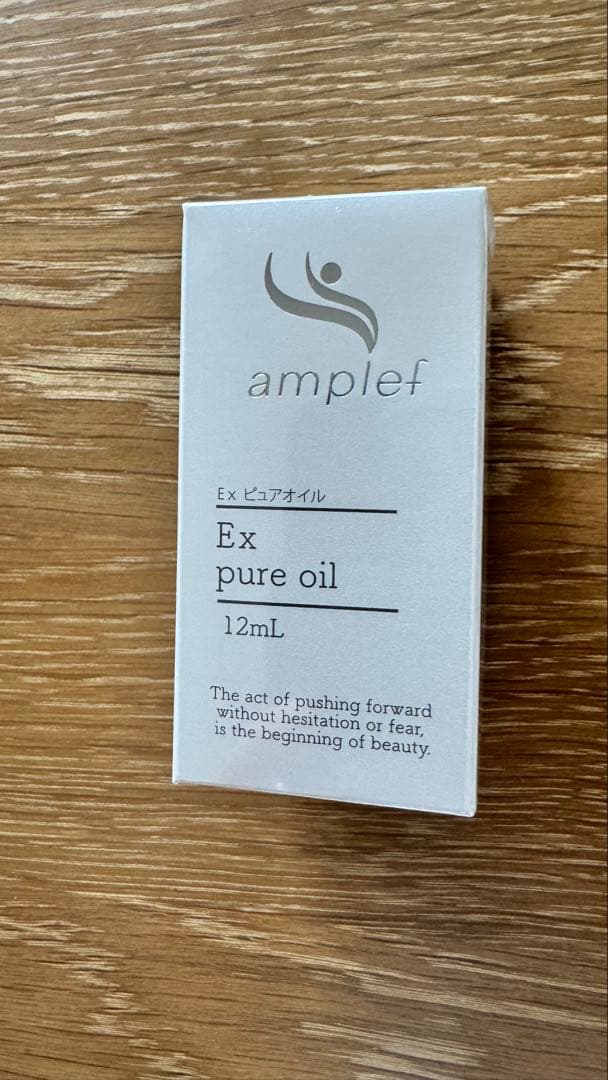 amplef
Ex ピュアオイル
Ex
pure oil
12mL
The act of pushing forward
without hesitation or fear,
is the beginning of beauty.